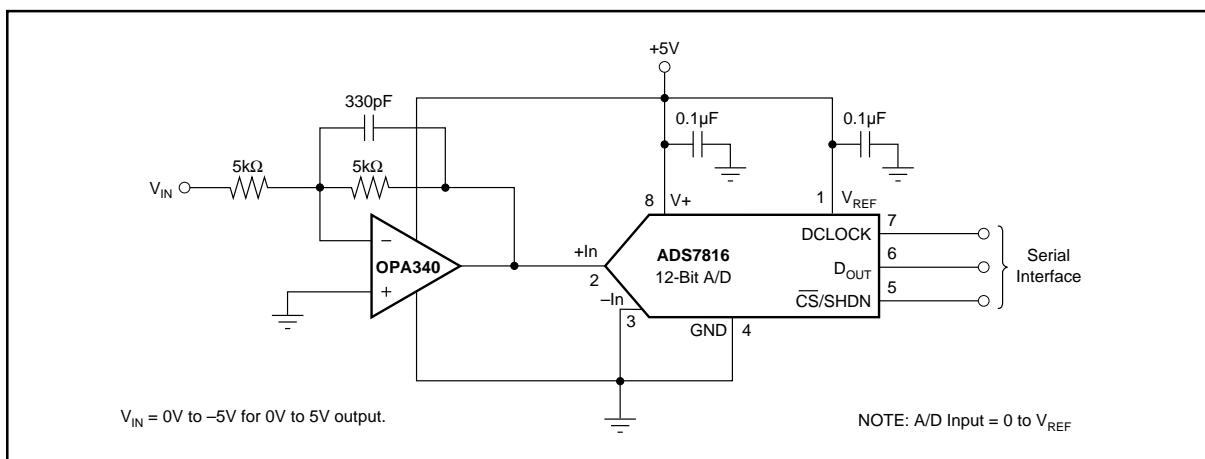 +5V
330pF
0.1µF
0.1µF
5kΩ
5kΩ
V_IN
8
V+
1
V_REF
7
DCLOCK
–
OPA340
+
+In
2
ADS7816
12-Bit A/D
D_OUT
6
Serial
Interface
–In
3
C̅S̅/SHDN
5
GND
4
V_IN = 0V to –5V for 0V to 5V output.
NOTE: A/D Input = 0 to V_REF